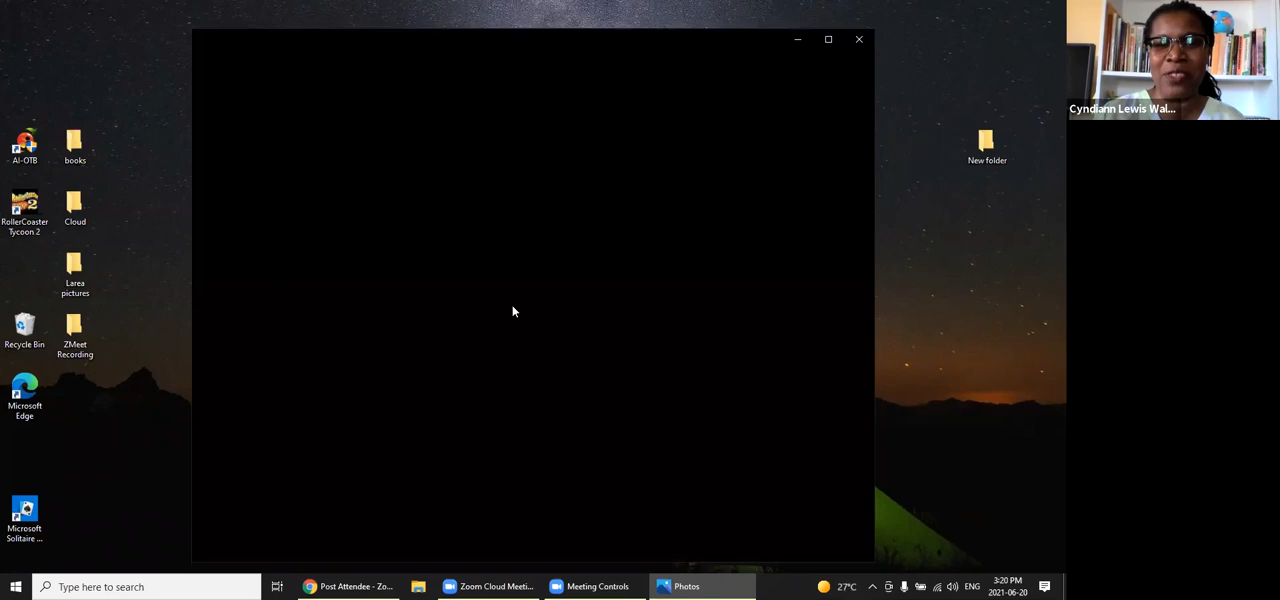 Cyndiann Lewis Wal...
AI-OTB
books
New folder
RollerCoaster
Tycoon 2
Cloud
Larea
pictures
Recycle Bin
ZMeet
Recording
Microsoft
Edge
Microsoft
Solitaire ...
Type here to search
Post Attendee - Zo...
Zoom Cloud Meeti...
Meeting Controls
Photos
27°C
ENG
3:20 PM
2021-06-20